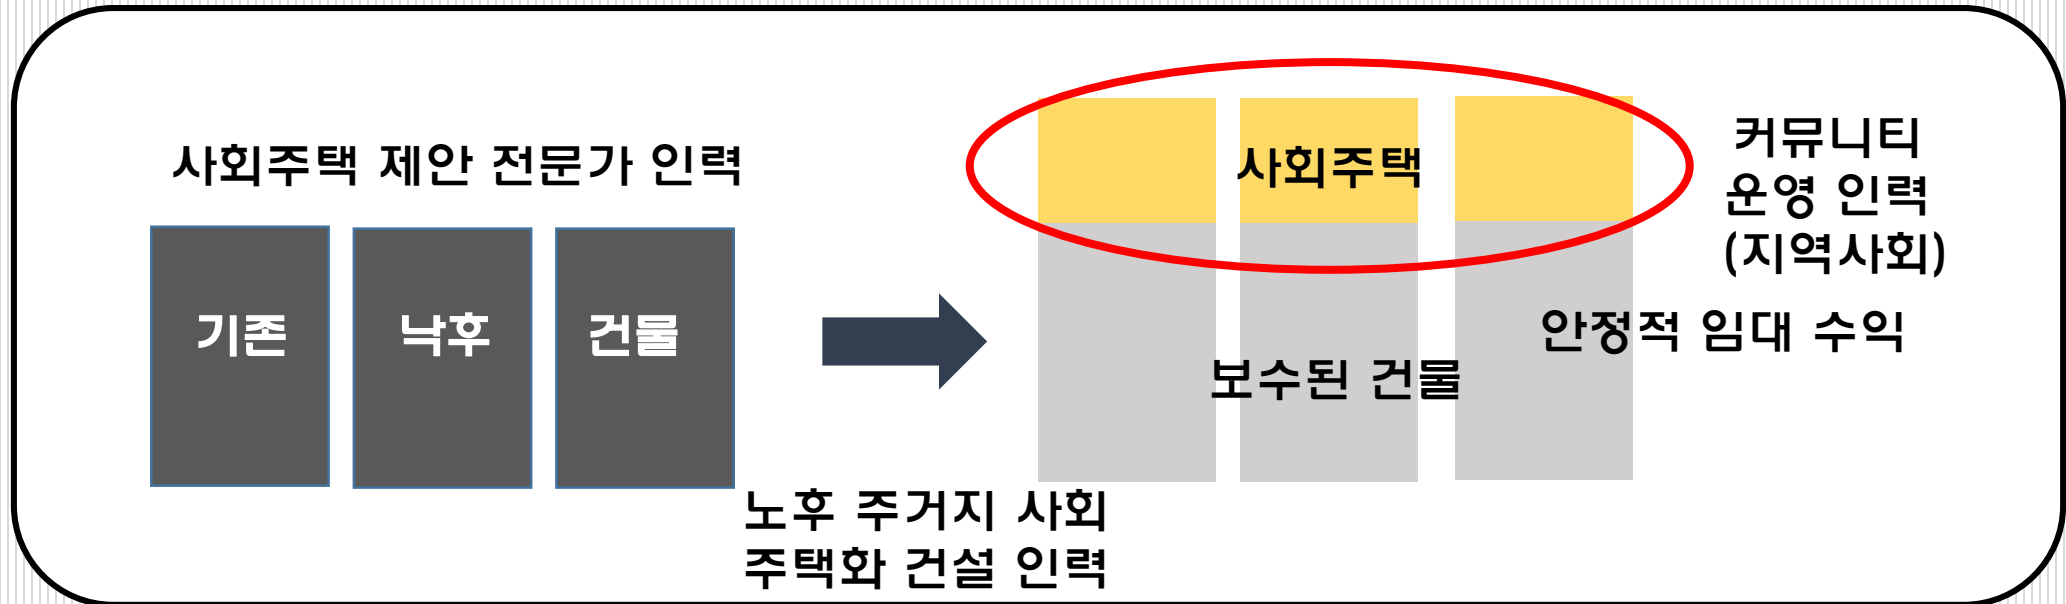 사회주택 제안 전문가 인력
기존 낙후 건물
노후 주거지 사회
주택화 건설 인력
사회주택
보수된 건물
커뮤니티
운영 인력
(지역사회)
안정적 임대 수익